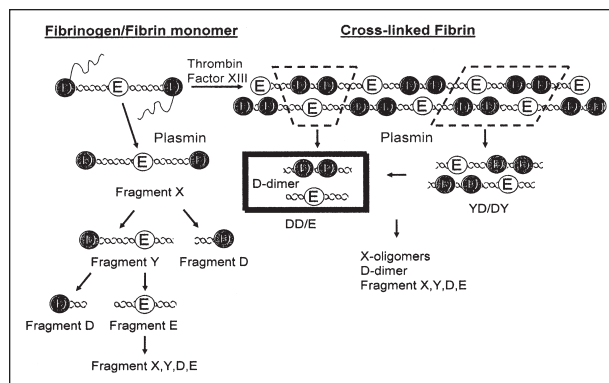 Fibrinogen/Fibrin monomer
Cross-linked Fibrin
D
E
D
Thrombin
Factor XIII
E
D
D
E
D
D
E
D
D
D
D
E
D
D
E
D
D
E
D
D
Plasmin
Plasmin
D
E
D
Fragment X
D
D
D-dimer
E
DD/E
E
D
D
D
D
E
YD/DY
D
E
Fragment Y
D
Fragment D
X-oligomers
D-dimer
Fragment X,Y,D,E
D
Fragment D
E
Fragment E
Fragment X,Y,D,E